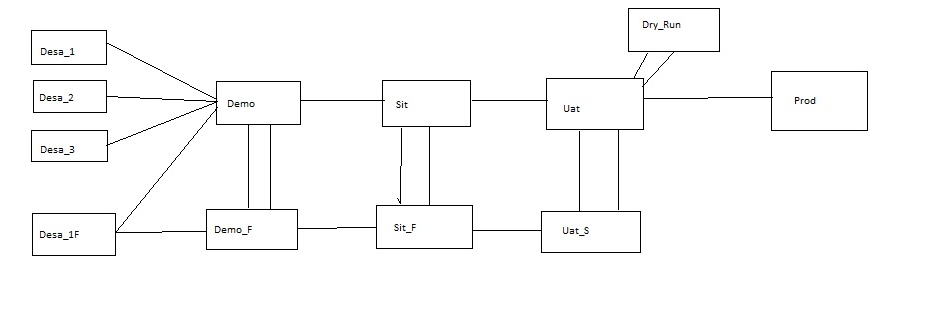 Dry_Run
Desa_1
Desa_2
Demo
Sit
Uat
Prod
Desa_3
Desa_1F
Demo_F
Sit_F
Uat_S